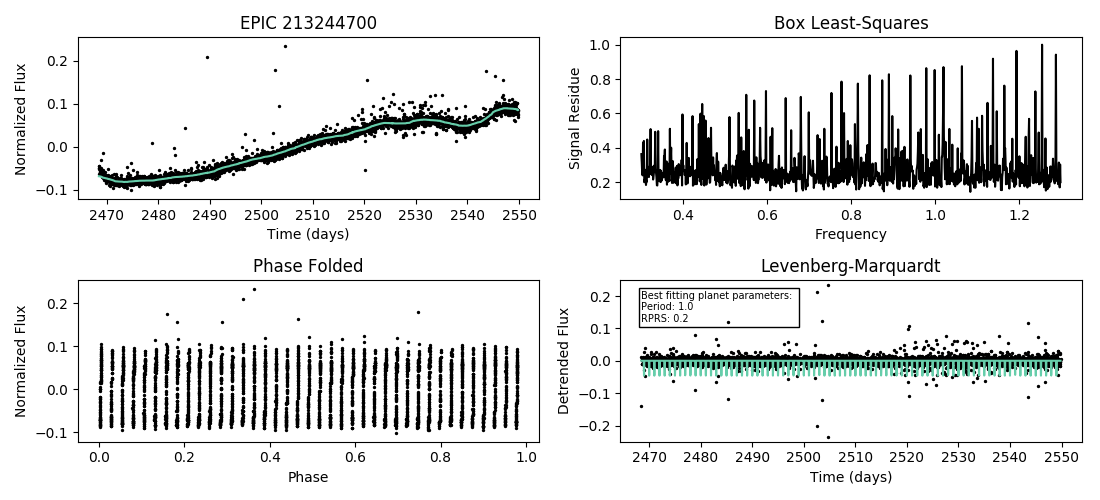 EPIC 213244700
Normalized Flux
0.2
0.1
0.0
−0.1
2470 2480 2490 2500 2510 2520 2530 2540 2550
Time (days)
Box Least-Squares
Signal Residue
1.0
0.8
0.6
0.4
0.2
0.4 0.6 0.8 1.0 1.2
Frequency
Phase Folded
Normalized Flux
0.2
0.1
0.0
−0.1
0.0 0.2 0.4 0.6 0.8 1.0
Phase
Levenberg-Marquardt
Detrended Flux
0.2
0.1
0.0
−0.1
−0.2
Best fitting planet parameters:
Period: 1.0
RPRS: 0.2
2470 2480 2490 2500 2510 2520 2530 2540 2550
Time (days)